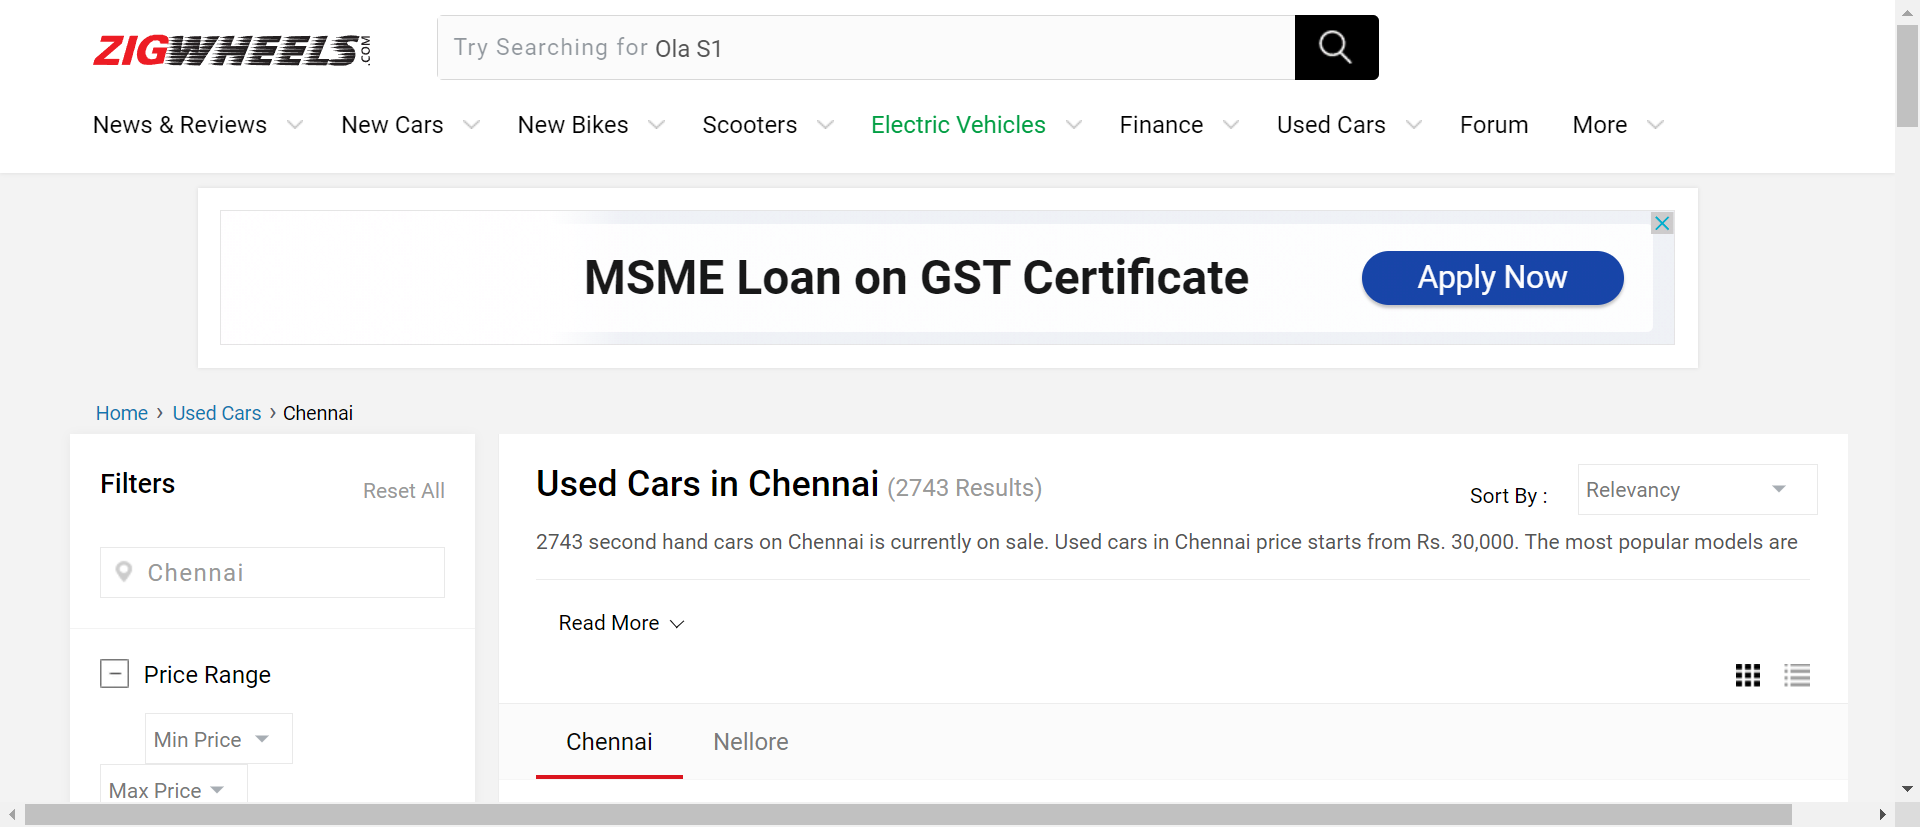 ZIGWHEELS.COM
Try Searching for Ola S1
News & Reviews New Cars New Bikes Scooters Electric Vehicles Finance Used Cars Forum More
MSME Loan on GST Certificate
Apply Now
Home › Used Cars › Chennai
Filters
Reset All
Chennai
Price Range
Min Price
Max Price
Used Cars in Chennai (2743 Results)
Sort By :
Relevancy
2743 second hand cars on Chennai is currently on sale. Used cars in Chennai price starts from Rs. 30,000. The most popular models are
Read More
Chennai Nellore